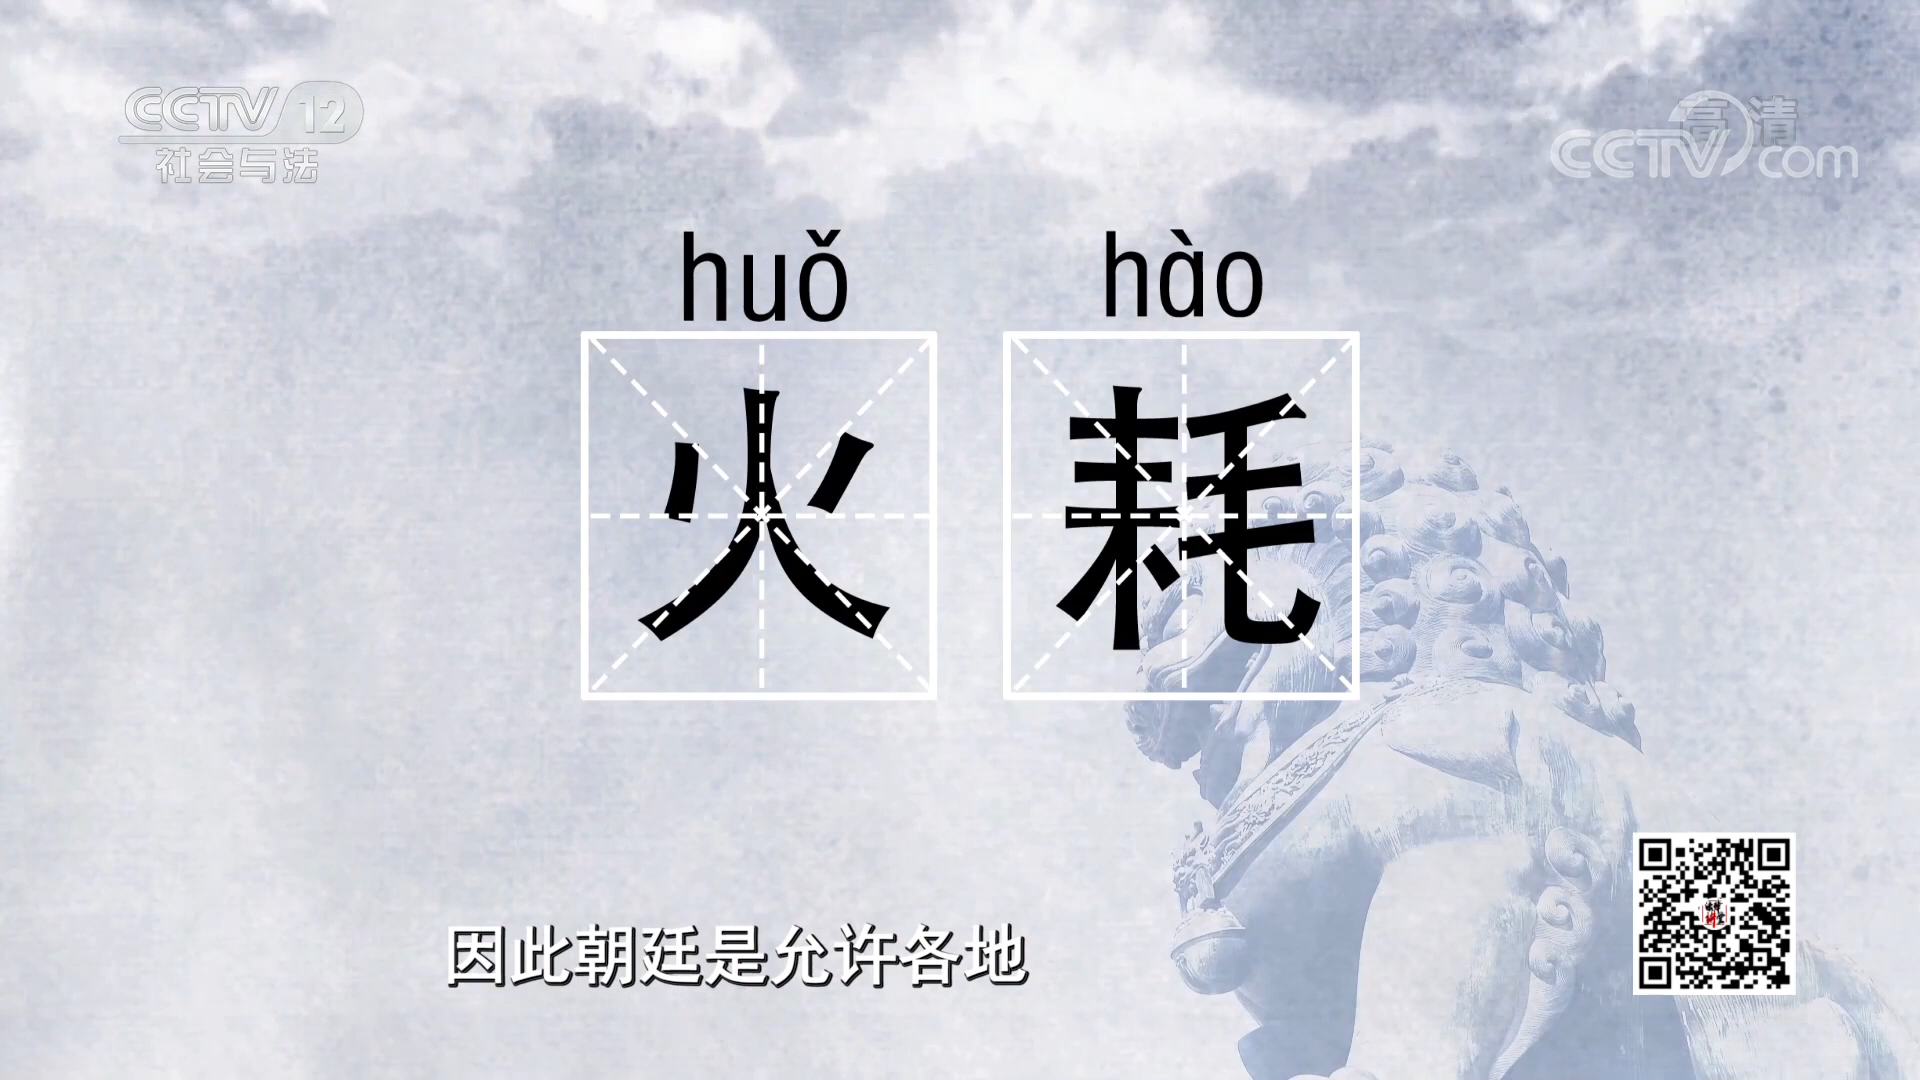 CCTV 12
社会与法
高清
CCTV com
huǒ hào
火耗
因此朝廷是允许各地